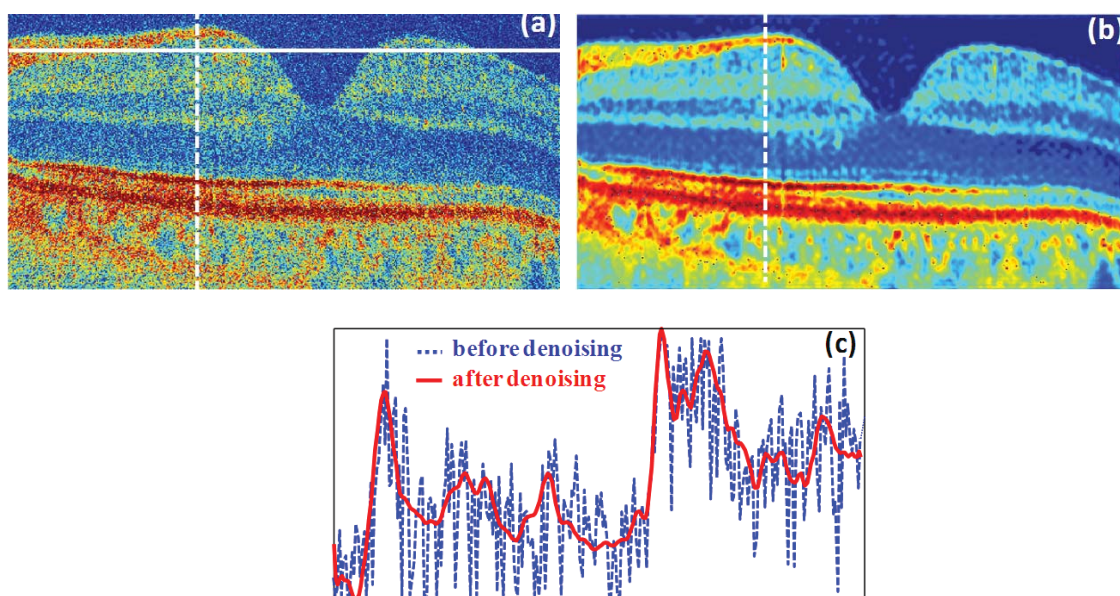 (a)
(b)
(c)
before denoising
after denoising